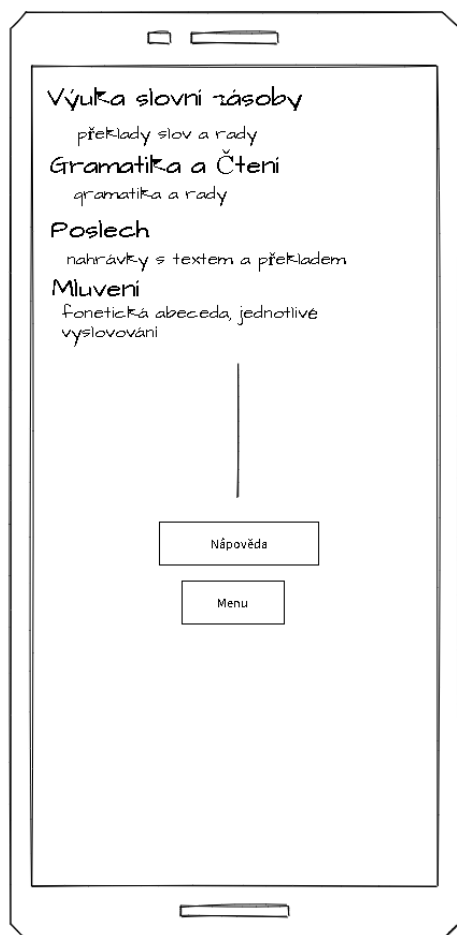 Výuka slovní zásoby
překlady slov a rady
Gramatika a Čtení
gramatika a rady
Poslech
nahrávky s textem a překladem
Mluvení
fonetická abeceda, jednotlivé
vyslovování
Nápověda
Menu